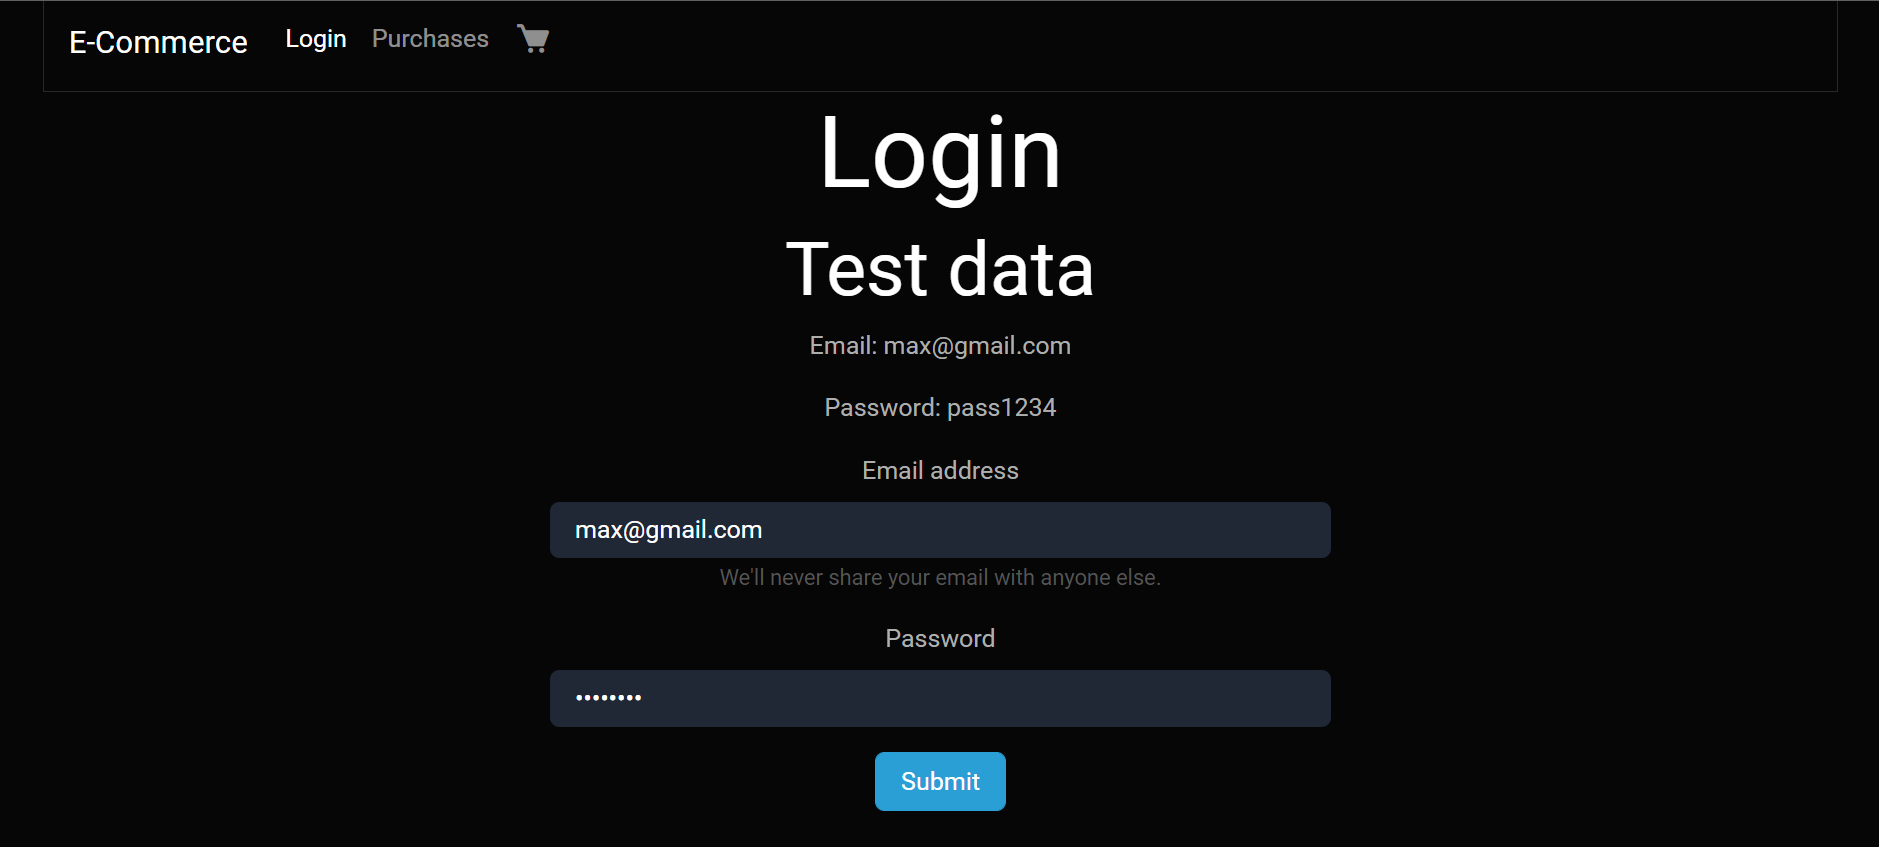 E-Commerce Login Purchases
Login
Test data
Email: max@gmail.com
Password: pass1234
Email address
max@gmail.com
We'll never share your email with anyone else.
Password
••••••••
Submit